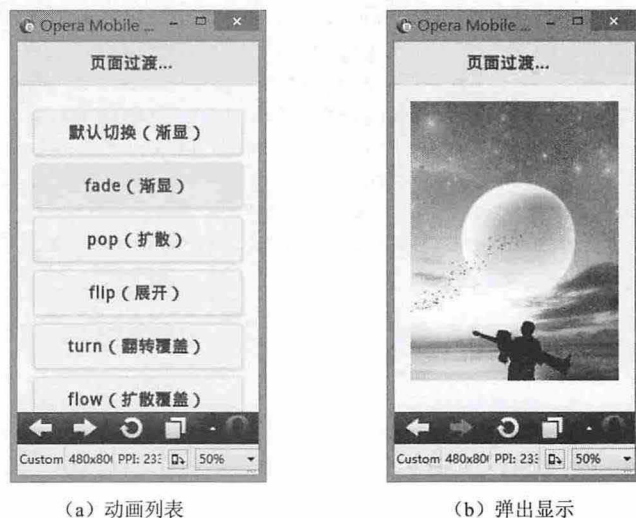 Opera Mobile ...
页面过渡...
默认切换（渐显）
fade（渐显）
pop（扩散）
flip（展开）
turn（翻转覆盖）
flow（扩散覆盖）
Custom 480x80 PPI: 233 50%
（a）动画列表
Opera Mobile ...
页面过渡...
Custom 480x80 PPI: 233 50%
（b）弹出显示